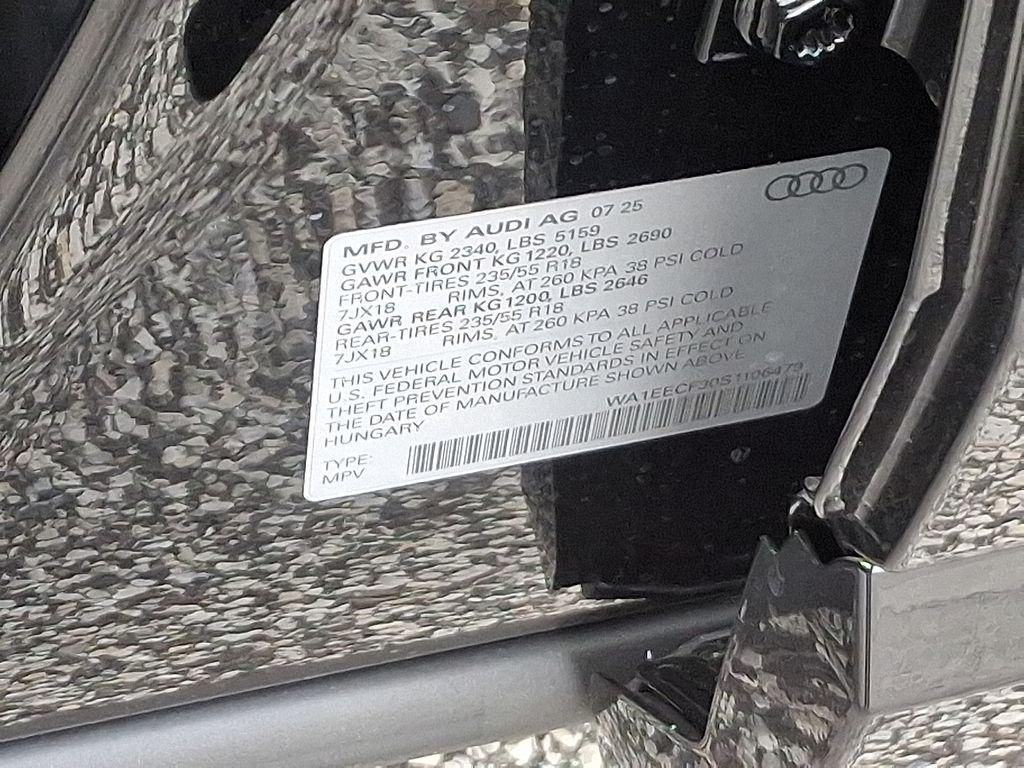 MFD. BY AUDI AG 07 25
GVWR KG 2340, LBS 5159
GAWR FRONT KG 1220, LBS 2690
FRONT-TIRES 235/55 R18
7JX18 RIMS, AT 260 KPA 38 PSI COLD
GAWR REAR KG 1200, LBS 2646
REAR-TIRES 235/55 R18
7JX18 RIMS, AT 260 KPA 38 PSI COLD
THIS VEHICLE CONFORMS TO ALL APPLICABLE
U.S. FEDERAL MOTOR VEHICLE SAFETY AND
THEFT PREVENTION STANDARDS IN EFFECT ON
THE DATE OF MANUFACTURE SHOWN ABOVE
HUNGARY
WA1EECF30S1106479
TYPE:
MPV